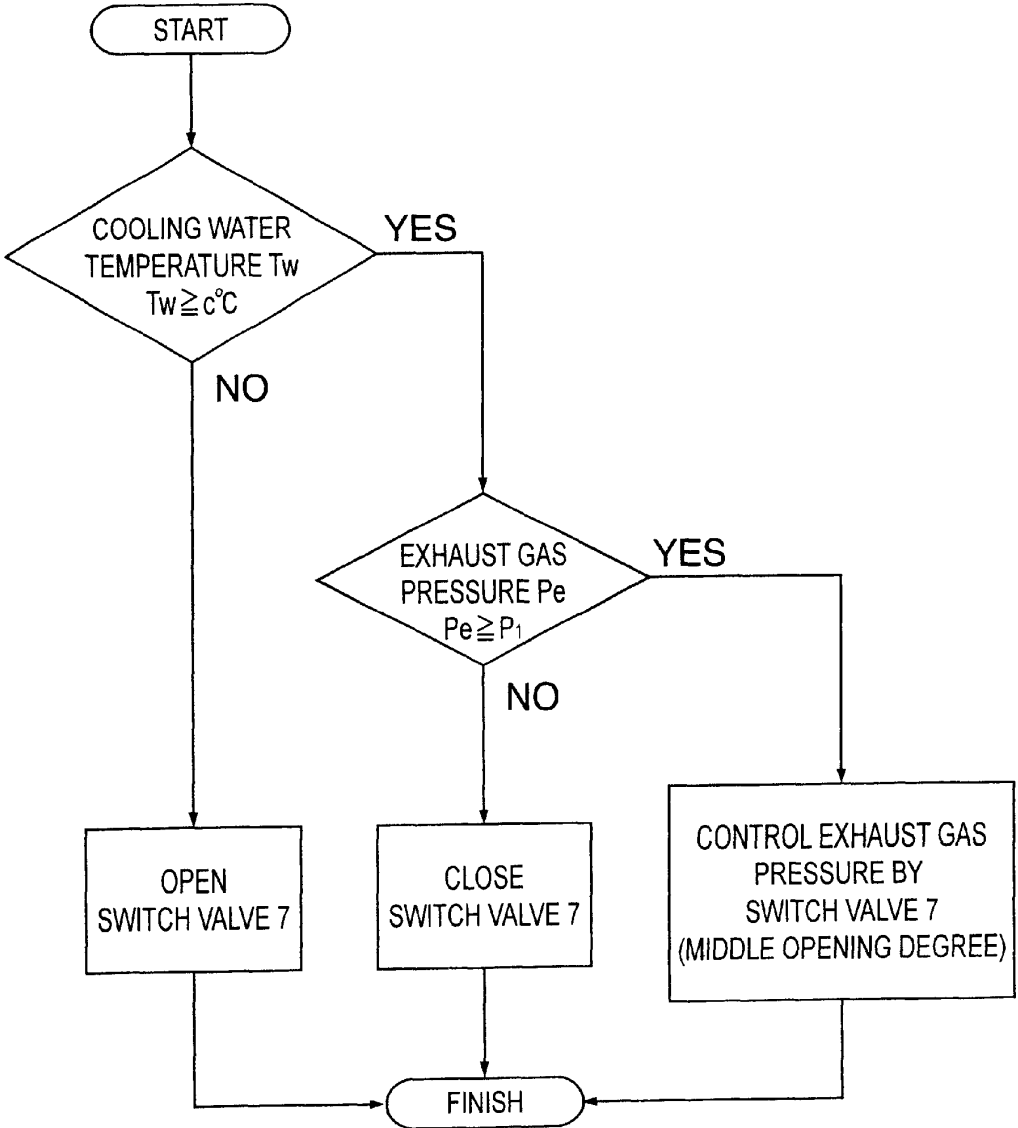 START
COOLING WATER
TEMPERATURE Tw
Tw≧c°C
YES
NO
EXHAUST GAS
PRESSURE Pe
Pe≧P₁
YES
NO
OPEN
SWITCH VALVE 7
CLOSE
SWITCH VALVE 7
CONTROL EXHAUST GAS
PRESSURE BY
SWITCH VALVE 7
(MIDDLE OPENING DEGREE)
FINISH